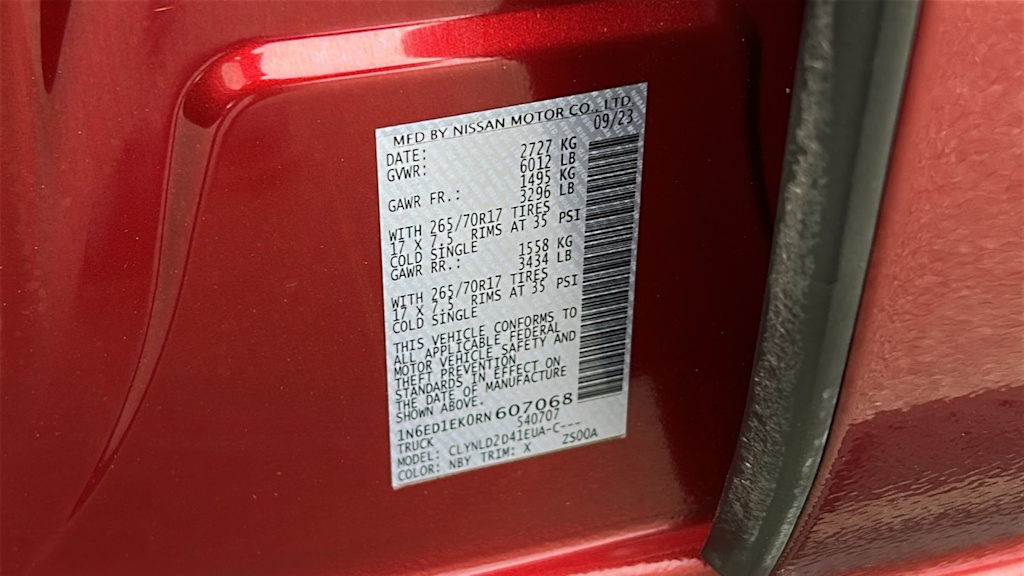 MFD BY NISSAN MOTOR CO., LTD.
DATE: 09/23
GVWR: 2727 KG
6012 LB
GAWR FR.: 1495 KG
3296 LB
WITH 265/70R17 TIRES
17 X 7.5 RIMS AT 35 PSI
COLD SINGLE
GAWR RR.: 1558 KG
3434 LB
WITH 265/70R17 TIRES
17 X 7.5 RIMS AT 35 PSI
COLD SINGLE
THIS VEHICLE CONFORMS TO
ALL APPLICABLE FEDERAL
MOTOR VEHICLE SAFETY AND
THEFT PREVENTION
STANDARDS IN EFFECT ON
THE DATE OF MANUFACTURE
SHOWN ABOVE.
1N6ED1EK0RN607068
TRUCK 540707
MODEL: CLYNLD2D41EUA-C___
COLOR: NBY TRIM: X ZS00A